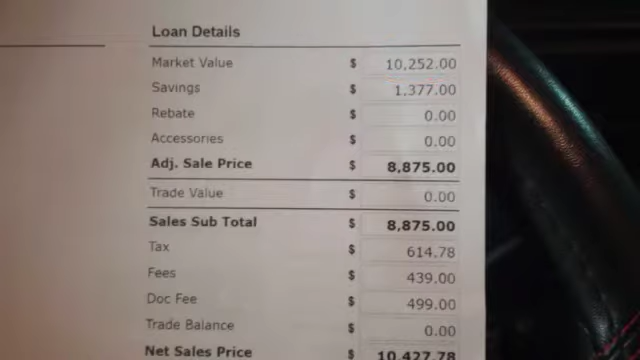 Loan Details
Market Value $ 10,252.00
Savings $ 1,377.00
Rebate $ 0.00
Accessories $ 0.00
Adj. Sale Price $ 8,875.00
Trade Value $ 0.00
Sales Sub Total $ 8,875.00
Tax $ 614.78
Fees $ 439.00
Doc Fee $ 499.00
Trade Balance $ 0.00
Net Sales Price $ 10,427.78